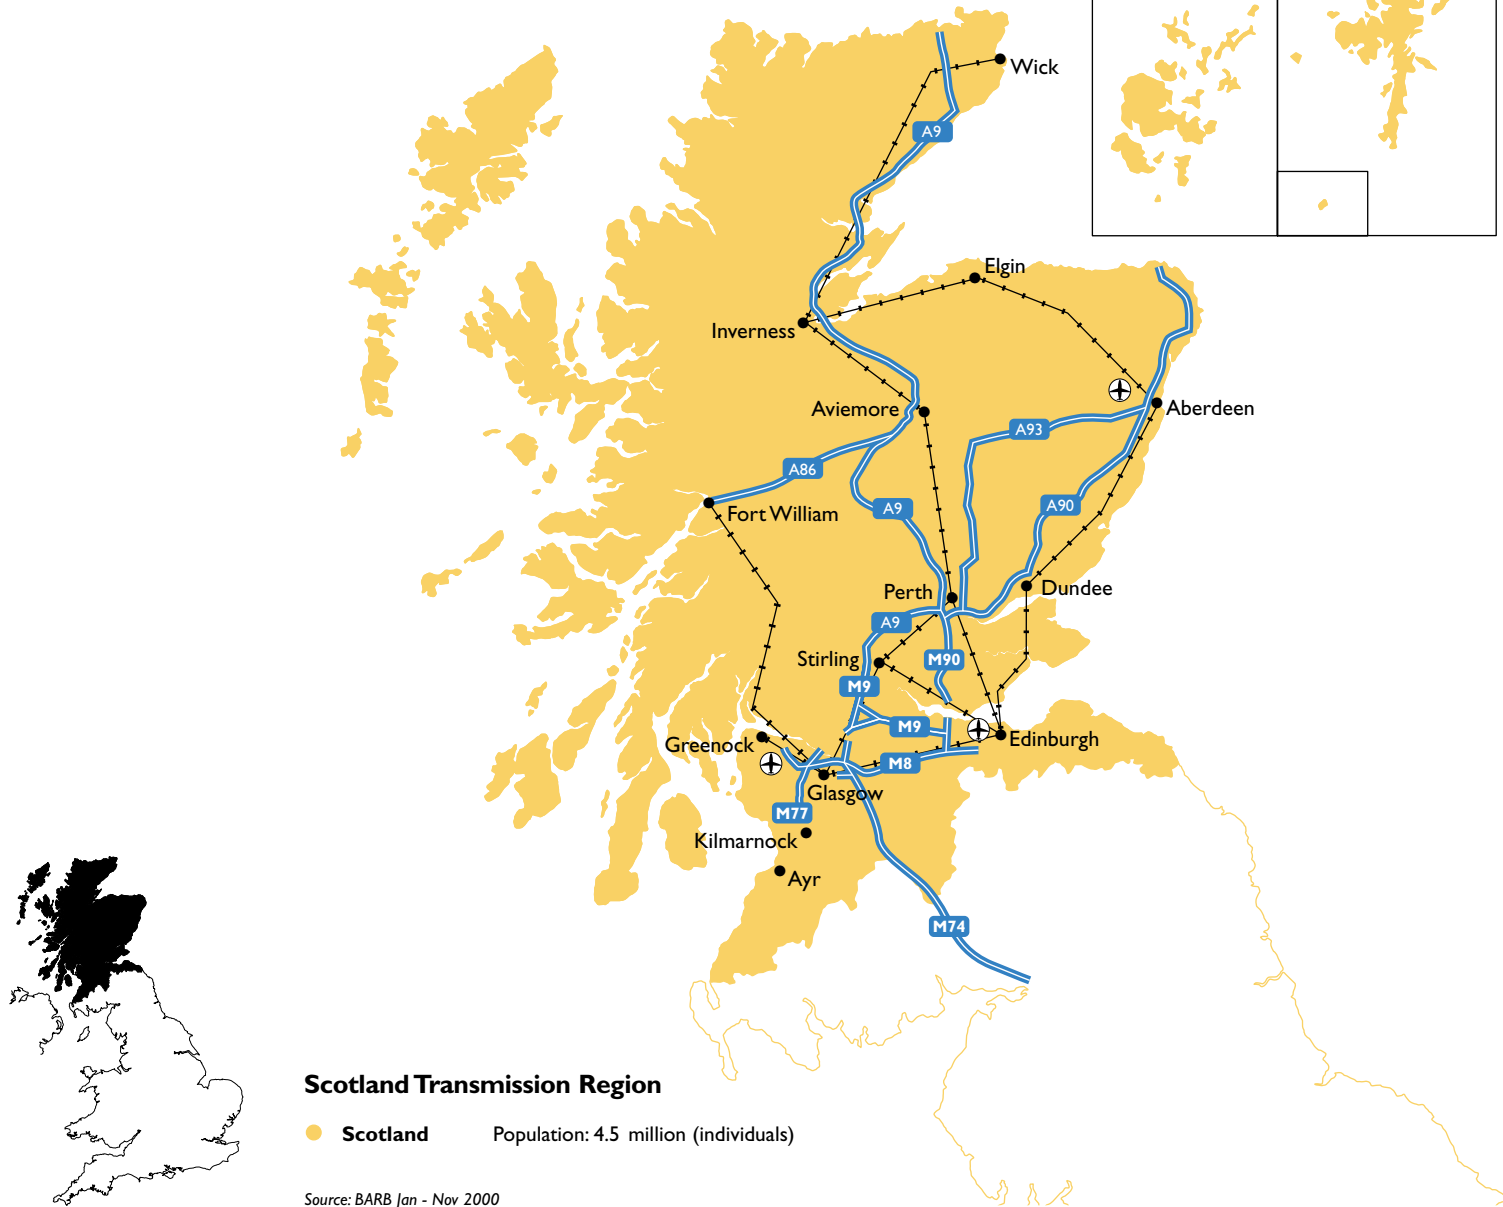 Wick
A9
Elgin
Inverness
Aviemore
Aberdeen
A93
A86
Fort William
A9
A90
Perth
Dundee
A9
Stirling
M90
M9
M9
Greenock
Edinburgh
M8
Glasgow
M77
Kilmarnock
Ayr
M74
Scotland Transmission Region
Scotland Population: 4.5 million (individuals)
Source: BARB Jan - Nov 2000